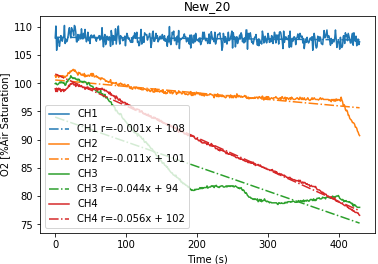 New_20
O2 [%Air Saturation]
110
105
100
95
90
85
80
75
CH1
CH1 r=-0.001x + 108
CH2
CH2 r=-0.011x + 101
CH3
CH3 r=-0.044x + 94
CH4
CH4 r=-0.056x + 102
0 100 200 300 400
Time (s)